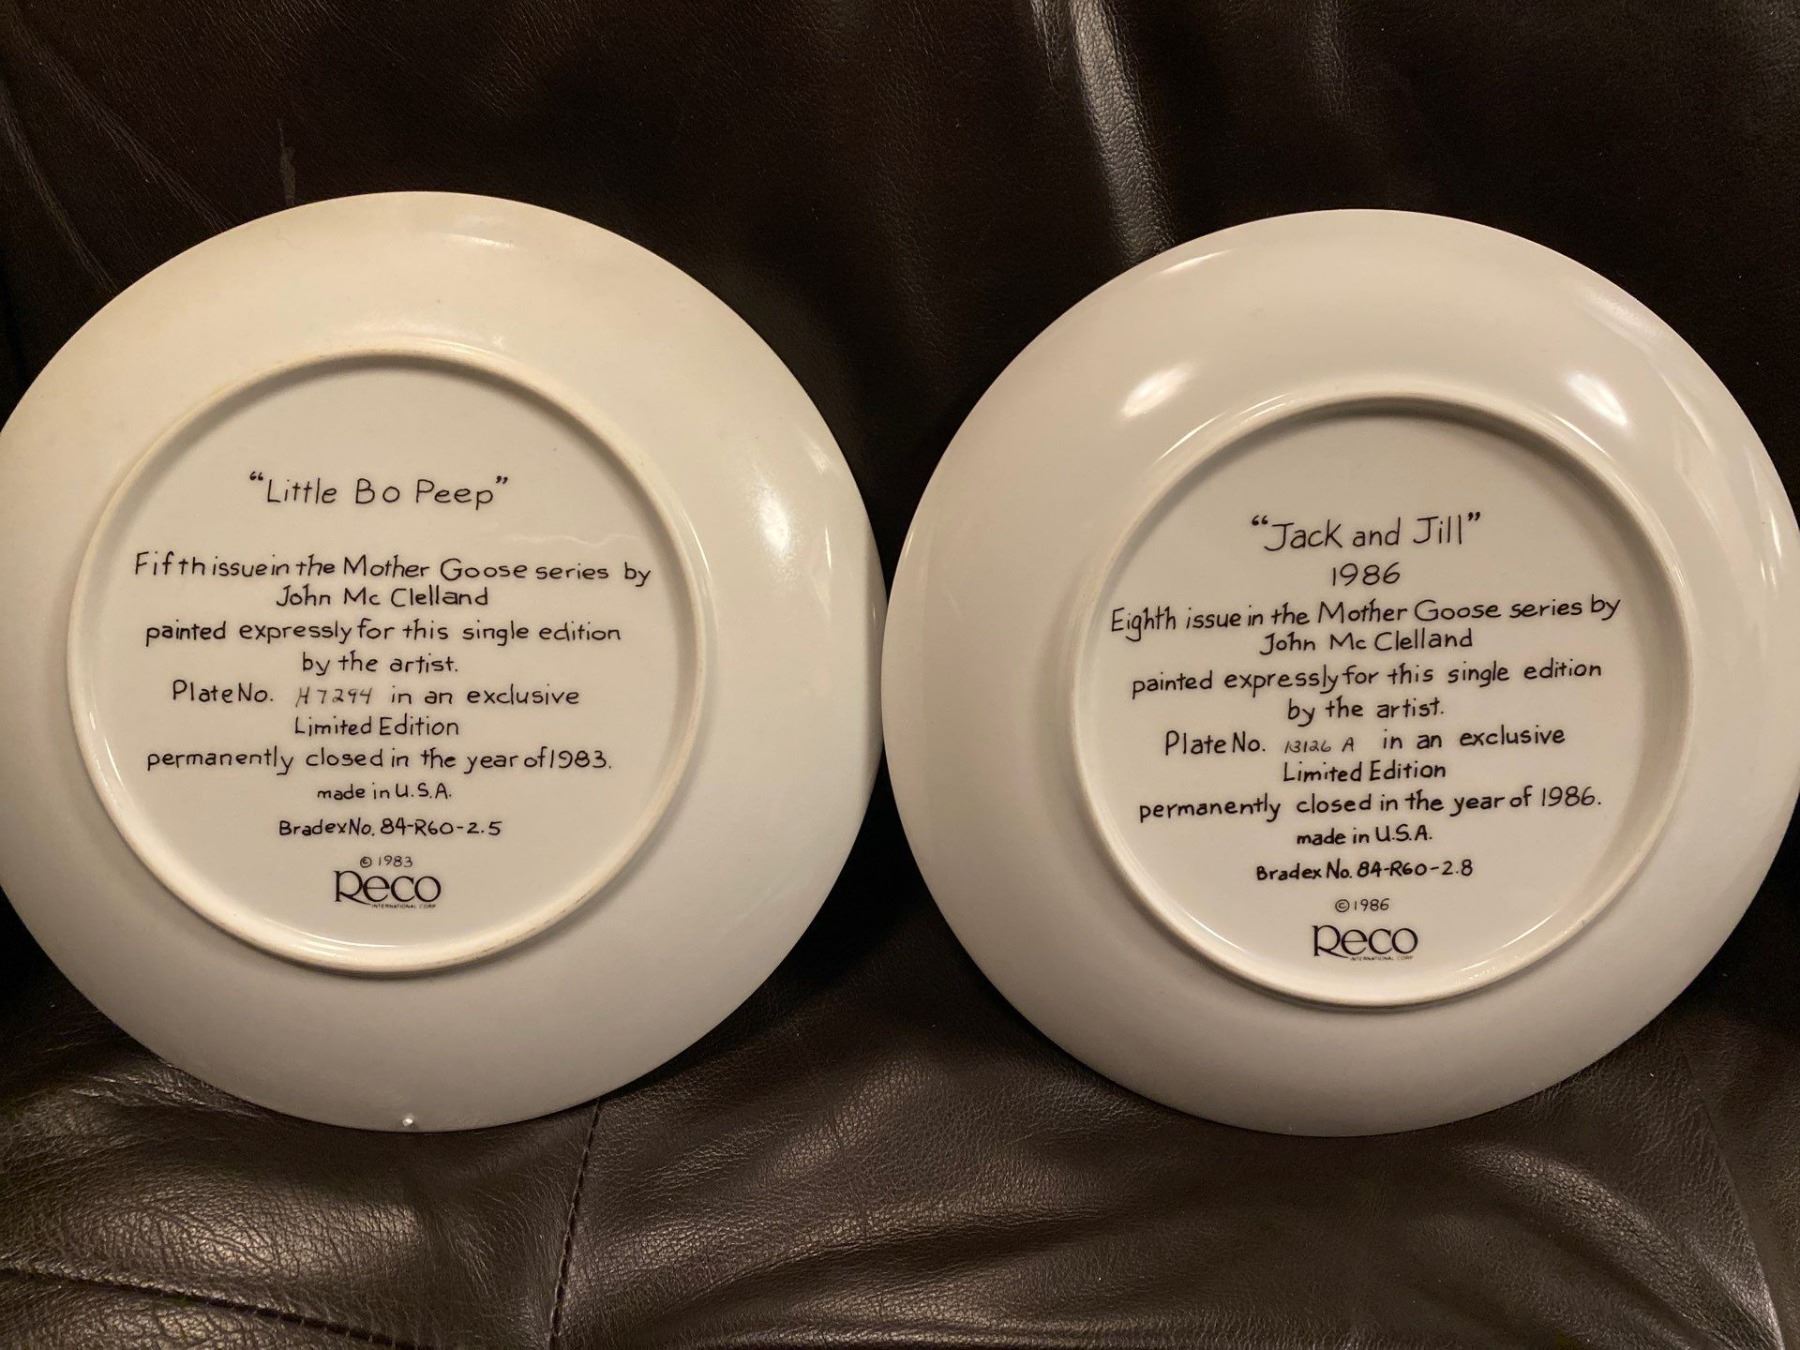 “Little Bo Peep”
Fifth issue in the Mother Goose series by
John Mc Clelland
painted expressly for this single edition
by the artist.
Plate No. H7294 in an exclusive
Limited Edition
permanently closed in the year of 1983.
made in U.S.A.
Bradex No. 84-R60-2.5
© 1983
Reco
INTERNATIONAL CORP
“Jack and Jill”
1986
Eighth issue in the Mother Goose series by
John Mc Clelland
painted expressly for this single edition
by the artist.
Plate No. 13126 A in an exclusive
Limited Edition
permanently closed in the year of 1986.
made in U.S.A.
Bradex No. 84-R60-2.8
© 1986
Reco
INTERNATIONAL CORP